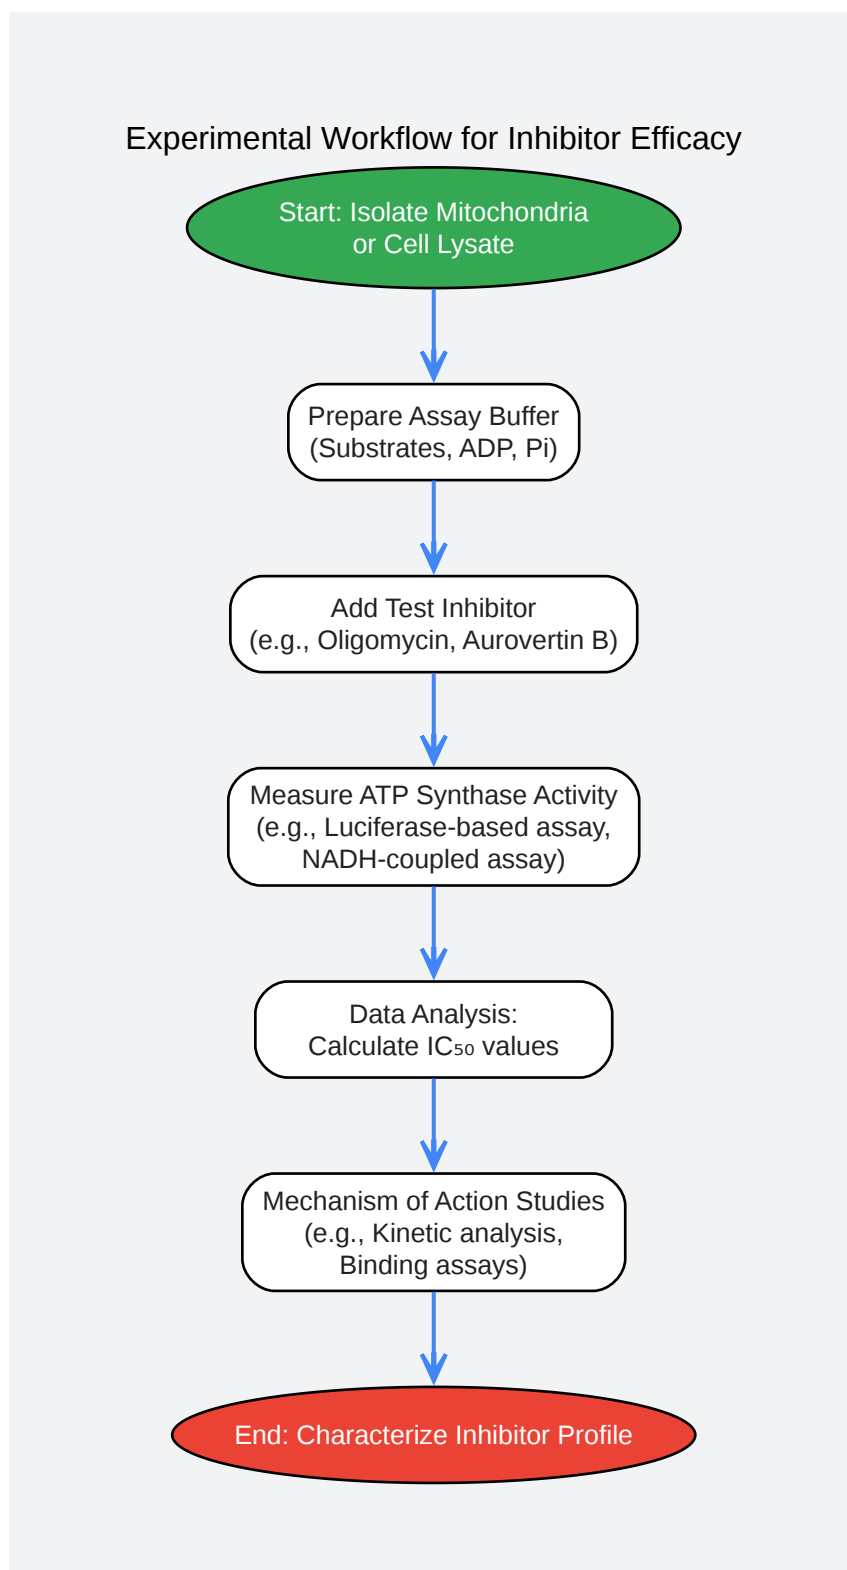 Experimental Workflow for Inhibitor Efficacy
Start: Isolate Mitochondria
or Cell Lysate
Prepare Assay Buffer
(Substrates, ADP, Pi)
Add Test Inhibitor
(e.g., Oligomycin, Aurovertin B)
Measure ATP Synthase Activity
(e.g., Luciferase-based assay,
NADH-coupled assay)
Data Analysis:
Calculate IC₅₀ values
Mechanism of Action Studies
(e.g., Kinetic analysis,
Binding assays)
End: Characterize Inhibitor Profile